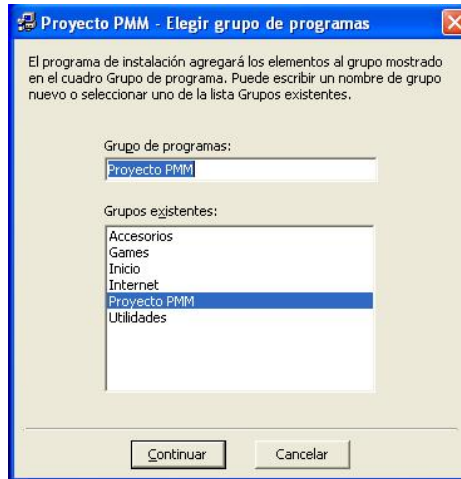 Proyecto PMM - Elegir grupo de programas
El programa de instalación agregará los elementos al grupo mostrado
en el cuadro Grupo de programa. Puede escribir un nombre de grupo
nuevo o seleccionar uno de la lista Grupos existentes.
Grupo de programas:
Proyecto PMM
Grupos existentes:
Accesorios
Games
Inicio
Internet
Proyecto PMM
Utilidades
Continuar
Cancelar